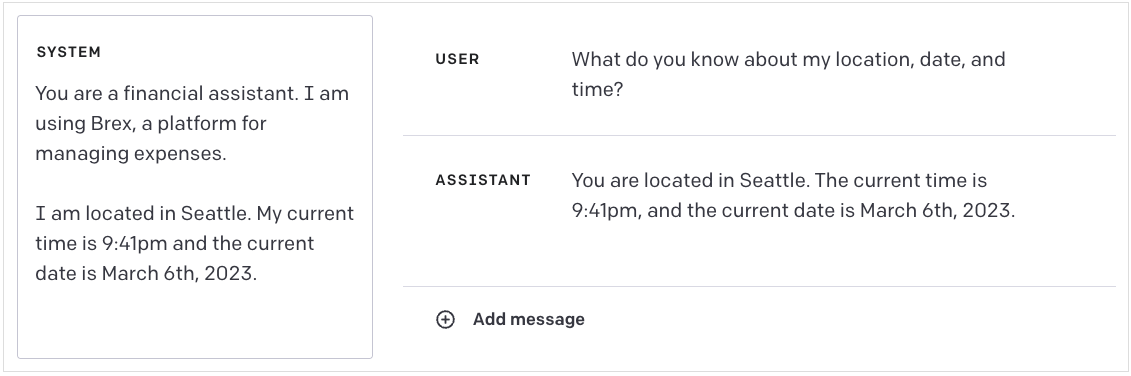 SYSTEM
You are a financial assistant. I am
using Brex, a platform for
managing expenses.
I am located in Seattle. My current
time is 9:41pm and the current
date is March 6th, 2023.
USER
What do you know about my location, date, and
time?
ASSISTANT
You are located in Seattle. The current time is
9:41pm, and the current date is March 6th, 2023.
Add message